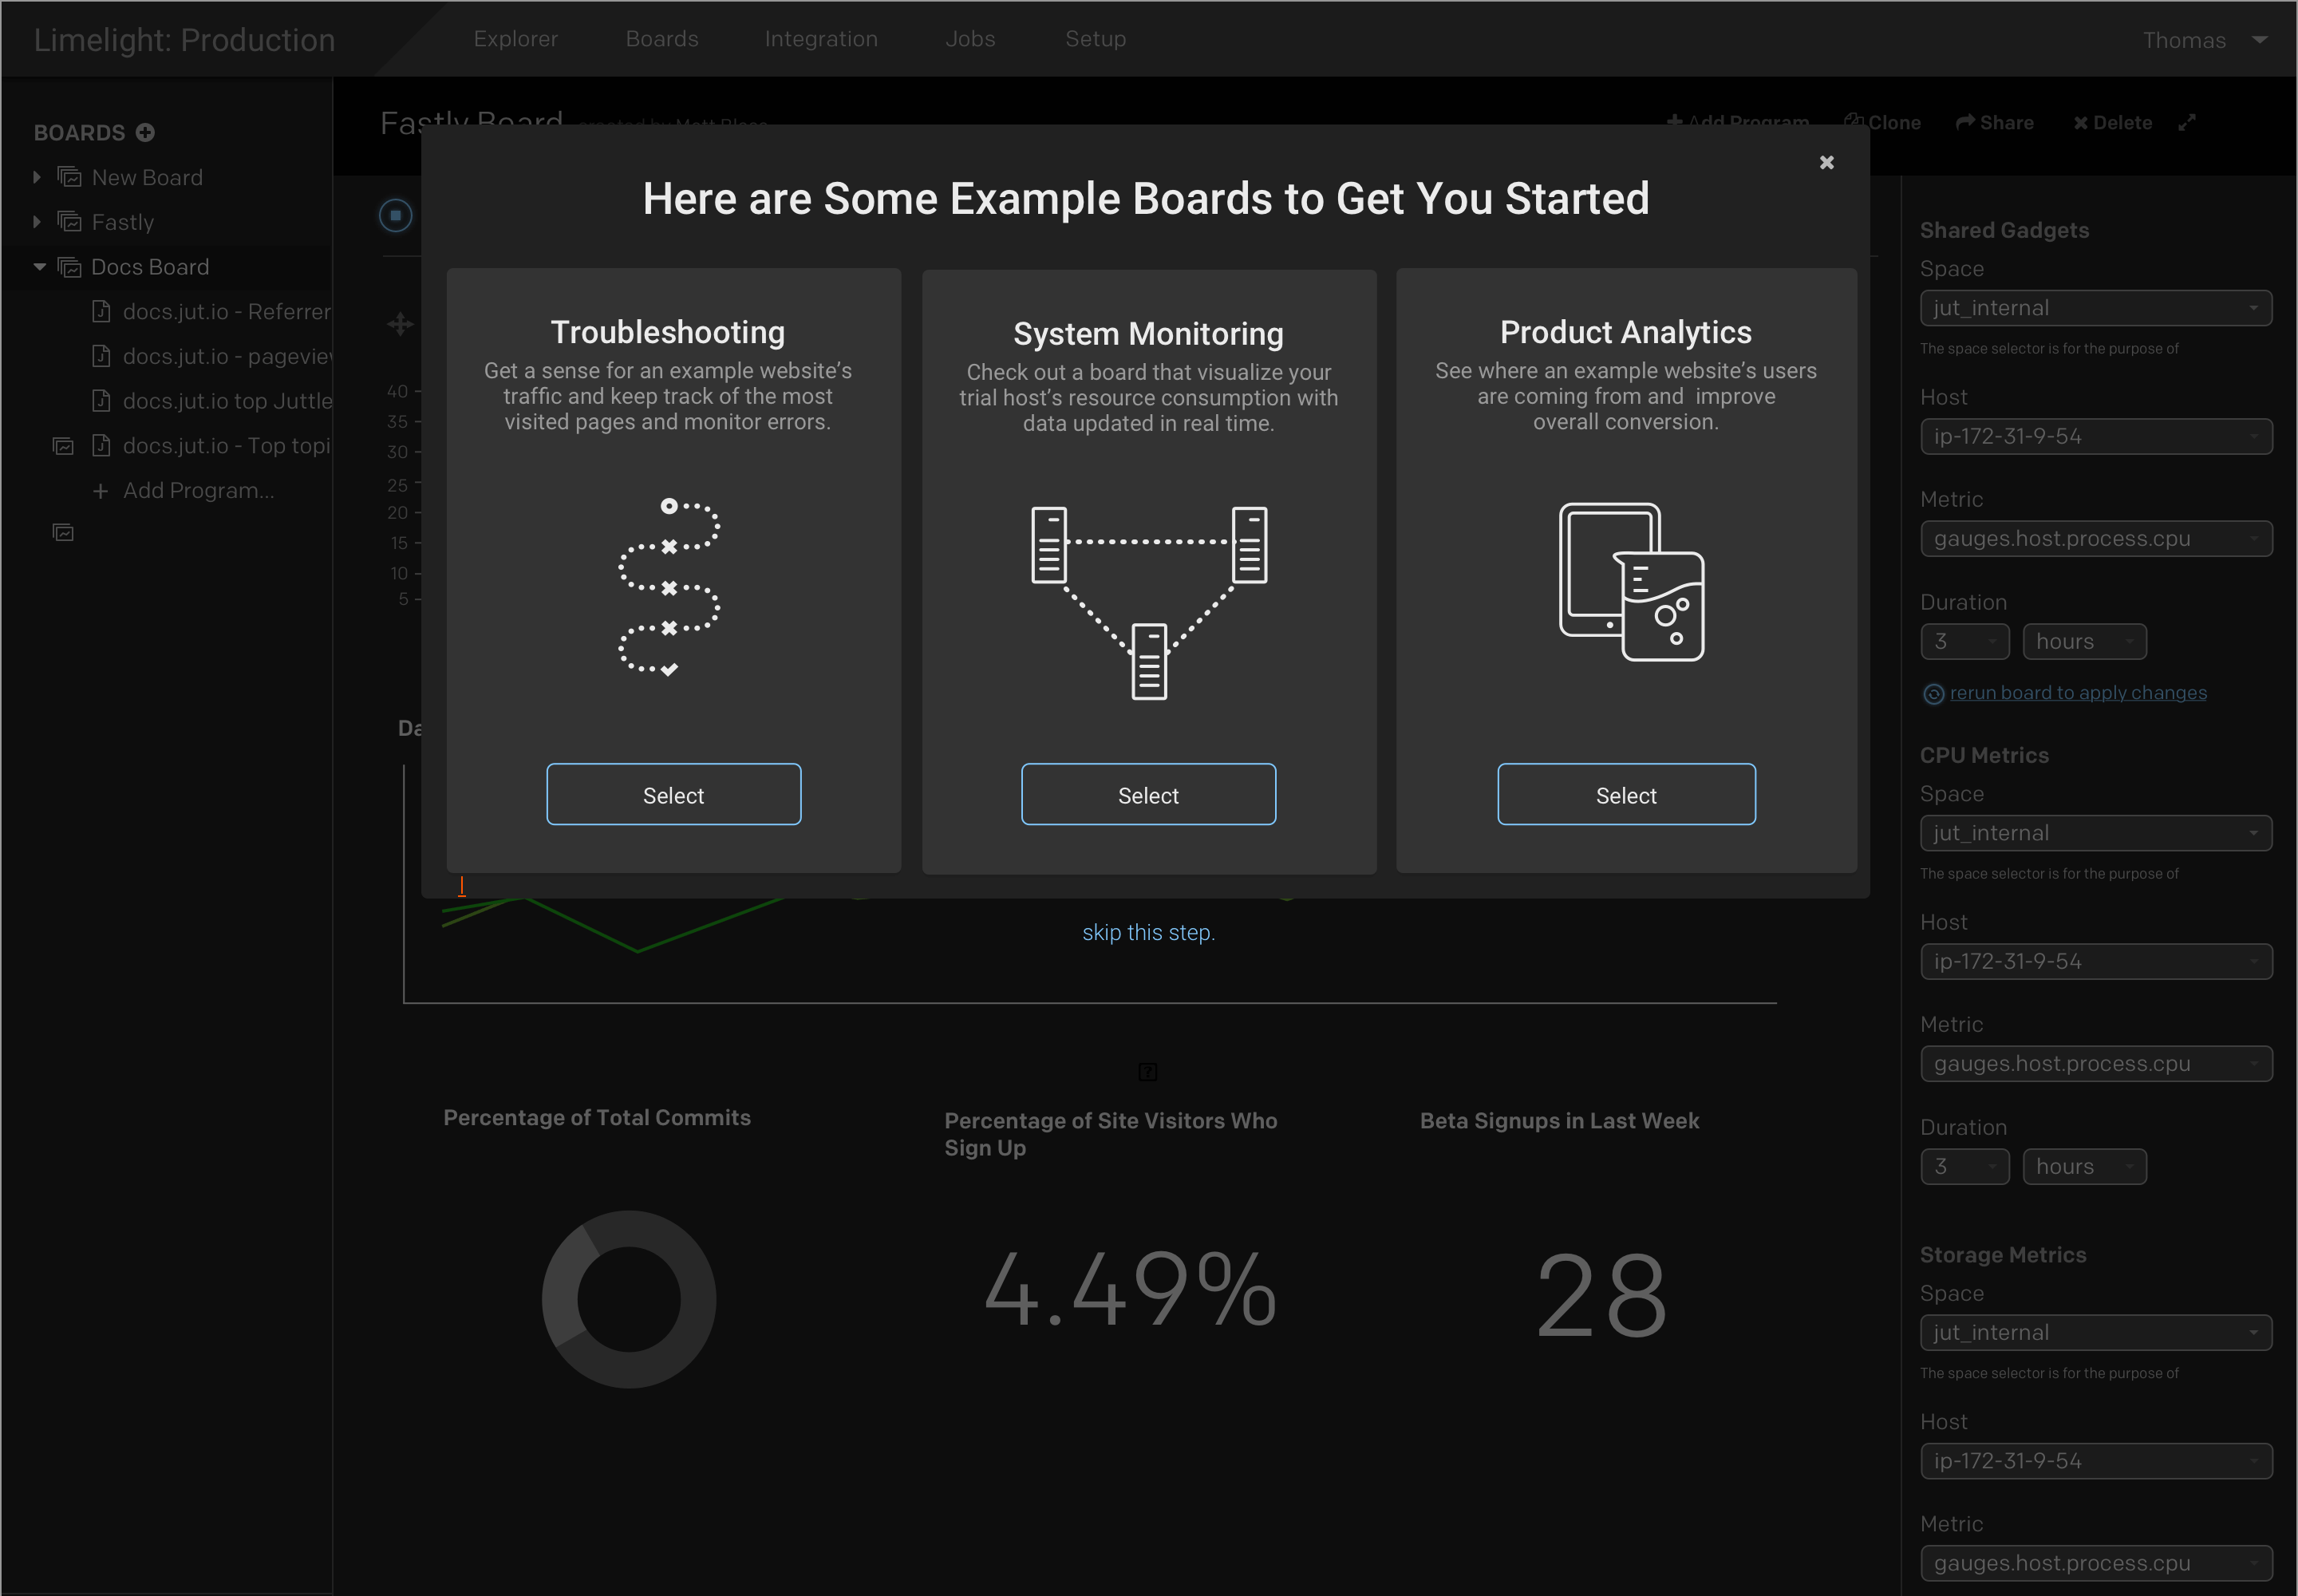 Limelight: Production
Explorer
Boards
Integration
Jobs
Setup
Thomas
BOARDS
New Board
Fastly
Docs Board
docs.jut.io - Referrer
docs.jut.io - pageview
docs.jut.io top Juttle
docs.jut.io - Top topi
Add Program...
Fastly Board created by Matt Bloss
Add Program
Clone
Share
Delete
Here are Some Example Boards to Get You Started
Troubleshooting
Get a sense for an example website's
traffic and keep track of the most
visited pages and monitor errors.
Select
System Monitoring
Check out a board that visualize your
trial host's resource consumption with
data updated in real time.
Select
Product Analytics
See where an example website's users
are coming from and improve
overall conversion.
Select
skip this step.
40
35
30
25
20
15
10
5
Da
Percentage of Total Commits
Percentage of Site Visitors Who
Sign Up
4.49%
Beta Signups in Last Week
28
Shared Gadgets
Space
jut_internal
The space selector is for the purpose of
Host
ip-172-31-9-54
Metric
gauges.host.process.cpu
Duration
3
hours
rerun board to apply changes
CPU Metrics
Space
jut_internal
The space selector is for the purpose of
Host
ip-172-31-9-54
Metric
gauges.host.process.cpu
Duration
3
hours
Storage Metrics
Space
jut_internal
The space selector is for the purpose of
Host
ip-172-31-9-54
Metric
gauges.host.process.cpu